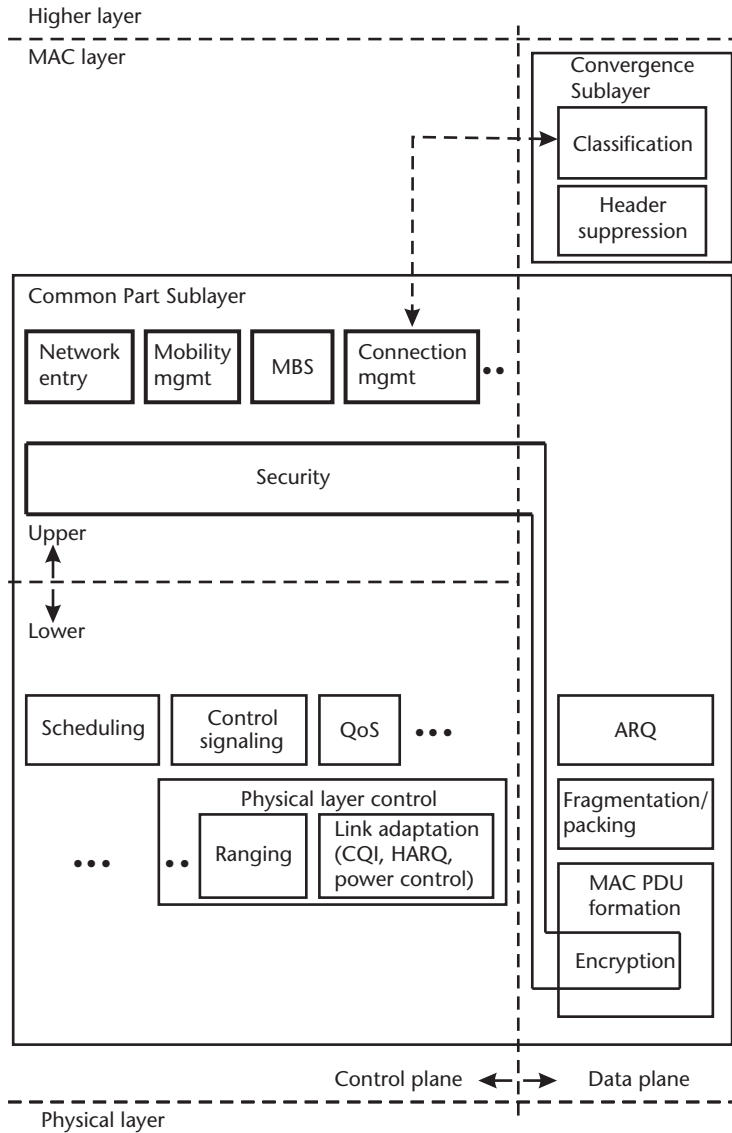 Higher layer
MAC layer
Convergence
Sublayer
Classification
Header
suppression
Common Part Sublayer
Network
entry
Mobility
mgmt
MBS
Connection
mgmt
••
Security
Upper
Lower
Scheduling
Control
signaling
QoS
•••
ARQ
Physical layer control
Fragmentation/
packing
•••
••
Ranging
Link adaptation
(CQI, HARQ,
power control)
MAC PDU
formation
Encryption
Control plane
Data plane
Physical layer